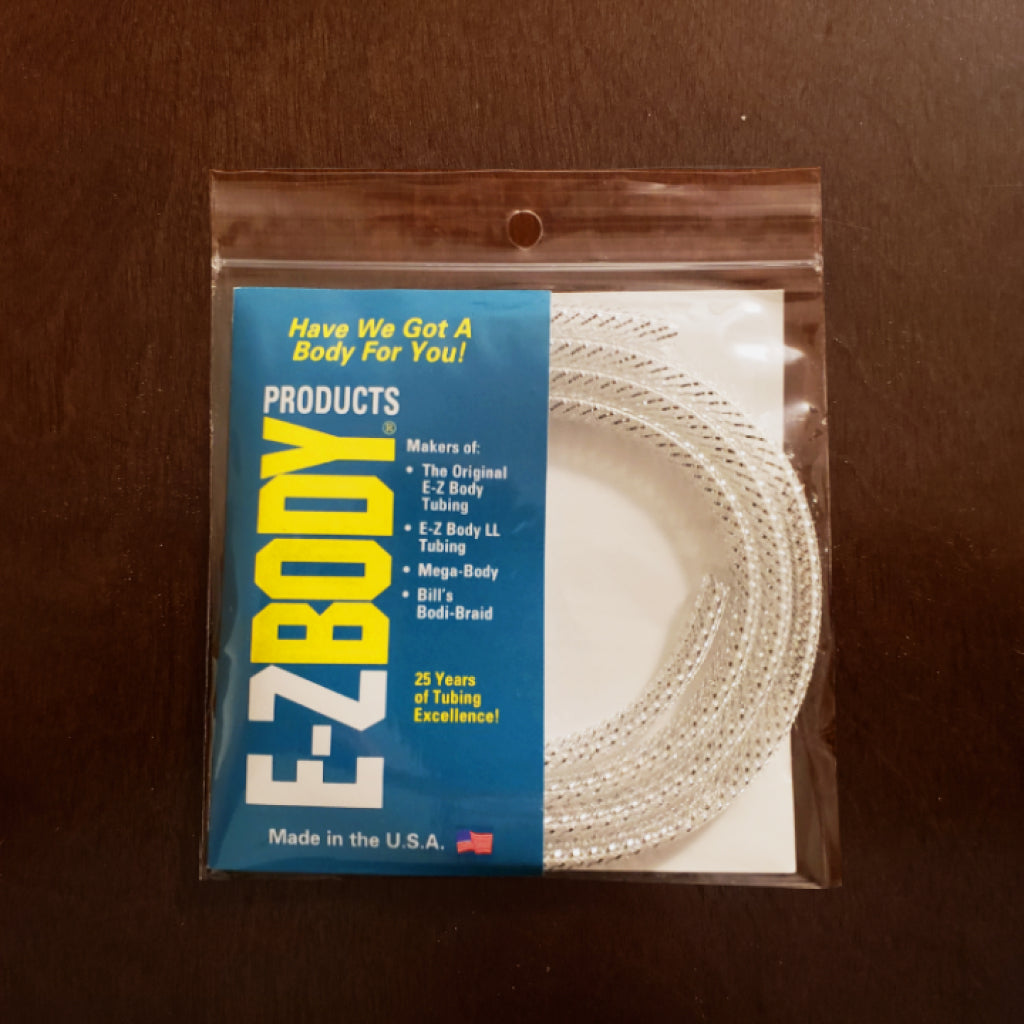 Have We Got A
Body For You!
PRODUCTS
E-Z BODY®
Makers of:
• The Original
E-Z Body
Tubing
• E-Z Body LL
Tubing
• Mega-Body
• Bill's
Bodi-Braid
25 Years
of Tubing
Excellence!
Made in the U.S.A.